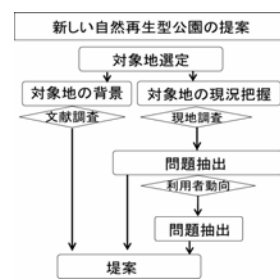 新しい自然再生型公園の提案
対象地選定
対象地の背景
対象地の現況把握
文献調査
現地調査
問題抽出
利用者動向
問題抽出
堤案